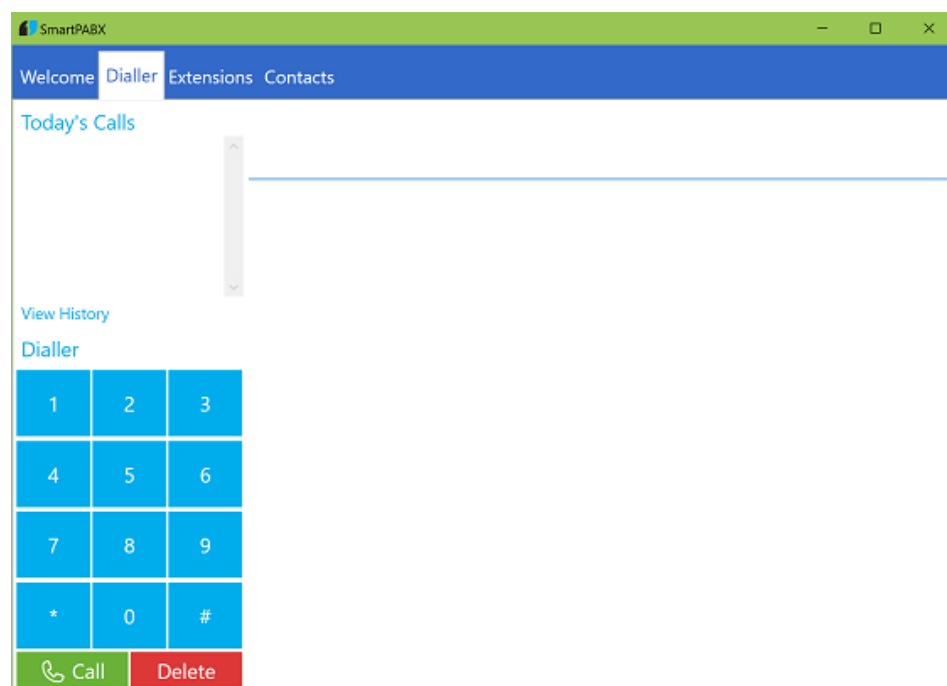 SmartPABX
Welcome Dialler Extensions Contacts
Today's Calls
View History
Dialler
1 2 3
4 5 6
7 8 9
* 0 #
Call Delete